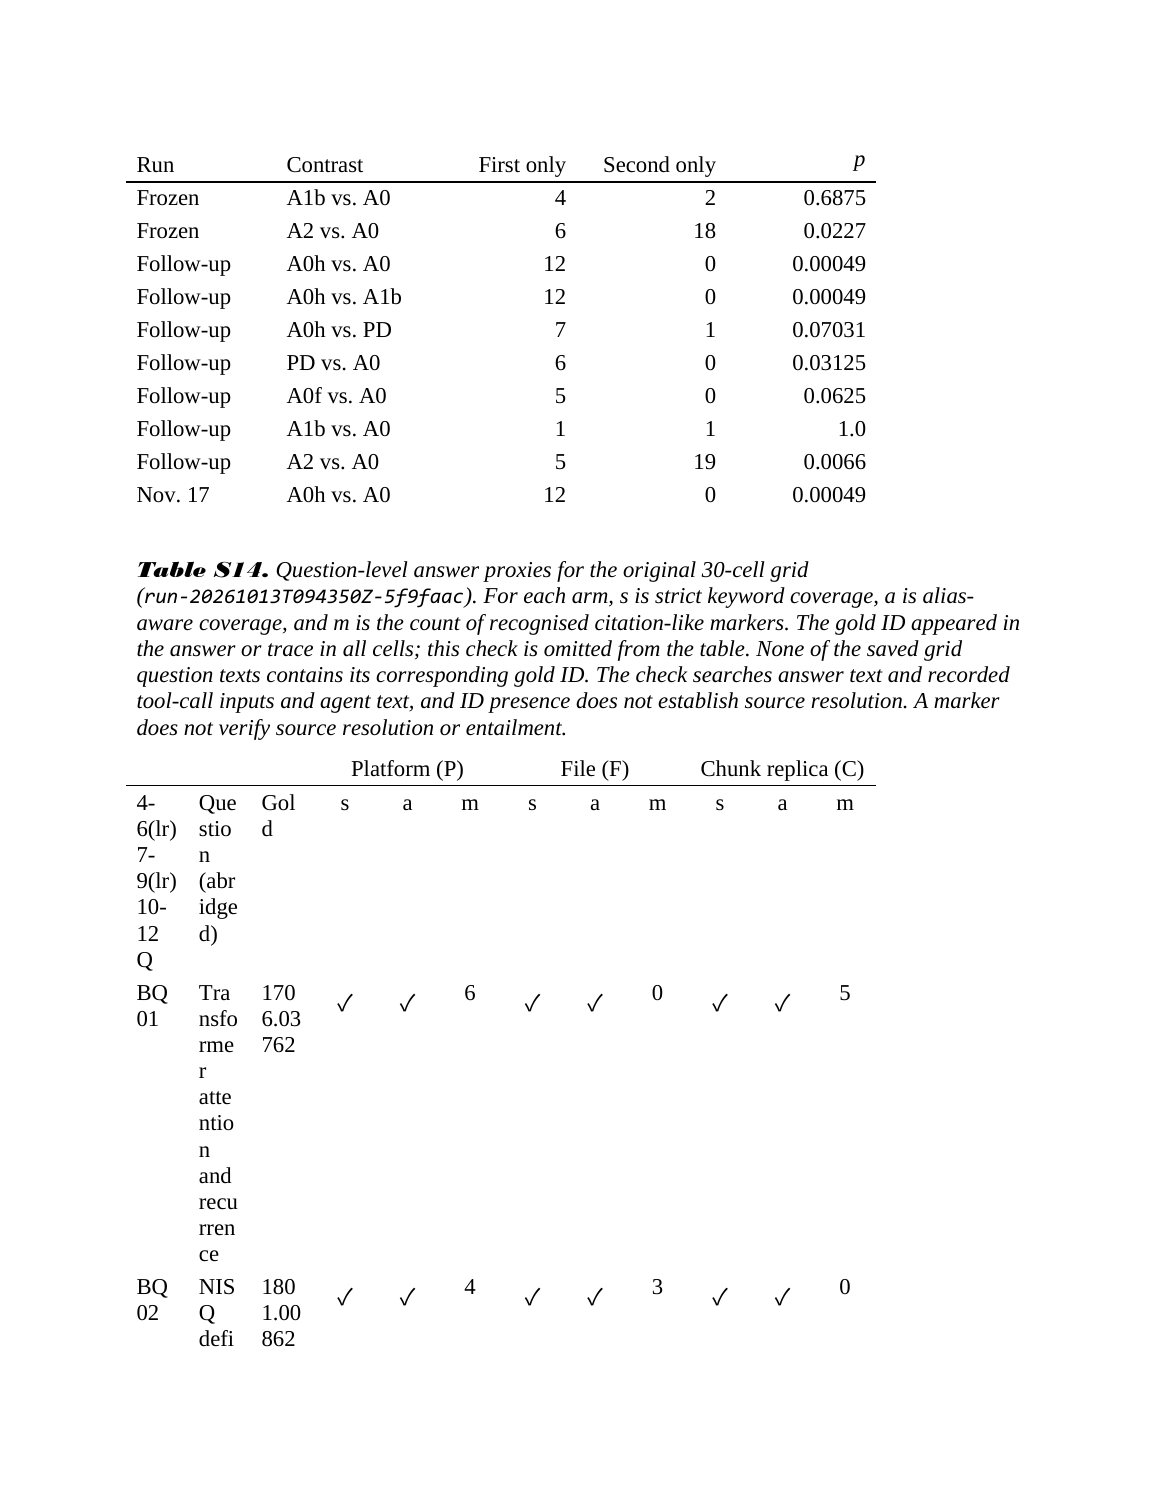 Run Contrast First only Second only p
Frozen A1b vs. A0 4 2 0.6875
Frozen A2 vs. A0 6 18 0.0227
Follow-up A0h vs. A0 12 0 0.00049
Follow-up A0h vs. A1b 12 0 0.00049
Follow-up A0h vs. PD 7 1 0.07031
Follow-up PD vs. A0 6 0 0.03125
Follow-up A0f vs. A0 5 0 0.0625
Follow-up A1b vs. A0 1 1 1.0
Follow-up A2 vs. A0 5 19 0.0066
Nov. 17 A0h vs. A0 12 0 0.00049
Table S14. Question-level answer proxies for the original 30-cell grid
(run-20261013T094350Z-5f9faac). For each arm, s is strict keyword coverage, a is alias-
aware coverage, and m is the count of recognised citation-like markers. The gold ID appeared in
the answer or trace in all cells; this check is omitted from the table. None of the saved grid
question texts contains its corresponding gold ID. The check searches answer text and recorded
tool-call inputs and agent text, and ID presence does not establish source resolution. A marker
does not verify source resolution or entailment.
Platform (P) File (F) Chunk replica (C)
4- Que Gol s a m s a m s a m
6(lr) stio d
7- n
9(lr) (abr
10- idge
12 d)
Q
BQ Tra 170 ✓ ✓ 6 ✓ ✓ 0 ✓ ✓ 5
01 nsfo 6.03
rme 762
r
atte
ntio
n
and
recu
rren
ce
BQ NIS 180 ✓ ✓ 4 ✓ ✓ 3 ✓ ✓ 0
02 Q 1.00
defi 862